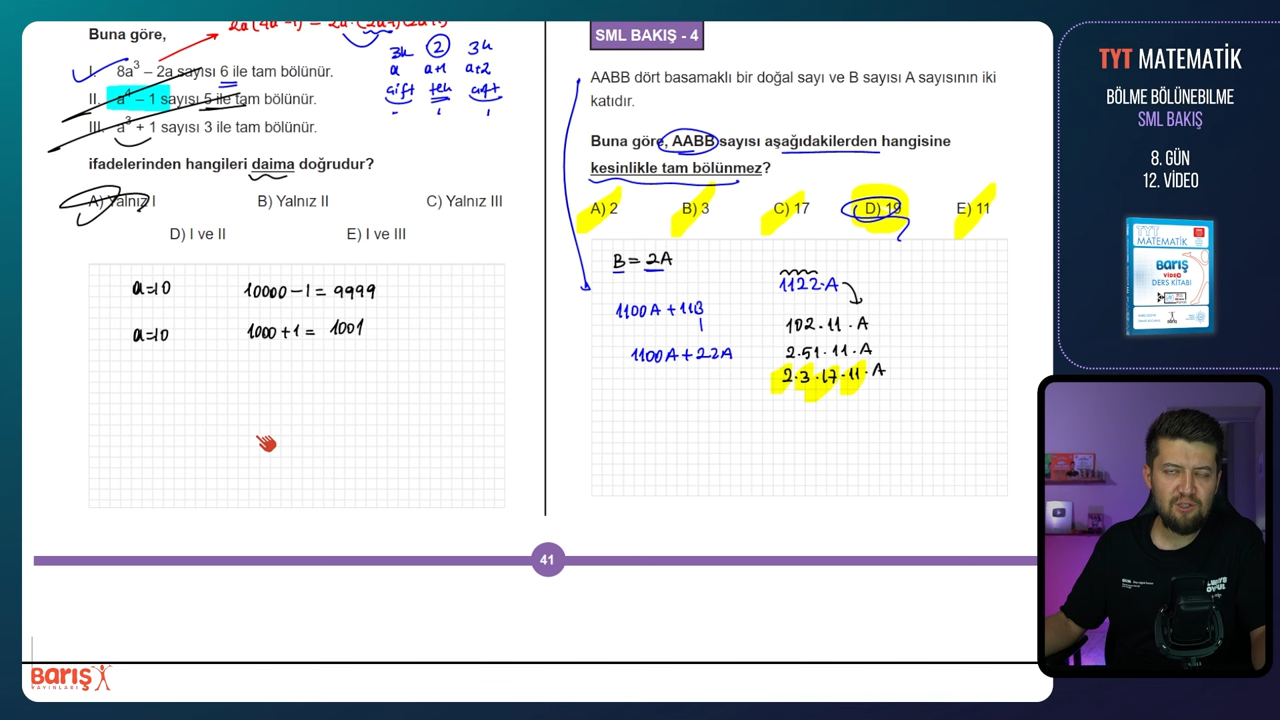 Buna göre,
3k 2 3k
a a+1 a+2
çift tek çift
I. 8a³ – 2a sayısı 6 ile tam bölünür.
II. a⁴ – 1 sayısı 5 ile tam bölünür.
III. a³ + 1 sayısı 3 ile tam bölünür.
ifadelerinden hangileri daima doğrudur?
A) Yalnız I B) Yalnız II C) Yalnız III
D) I ve II E) I ve III
a=10 10000 – 1 = 9999
a=10 1000 + 1 = 1001
SML BAKIŞ - 4
AABB dört basamaklı bir doğal sayı ve B sayısı A sayısının iki
katıdır.
Buna göre, AABB sayısı aşağıdakilerden hangisine
kesinlikle tam bölünmez?
A) 2 B) 3 C) 17 D) 19 E) 11
B = 2A
1100A + 11B
1100A + 22A
1122·A
102·11·A
2·51·11·A
2·3·17·11·A
41
BARIŞ
YAYINLARI
TYT MATEMATİK
BÖLME BÖLÜNEBİLME
SML BAKIŞ
8. GÜN
12. VİDEO
TYT
MATEMATİK
BARIŞ
VİDEO
DERS KİTABI